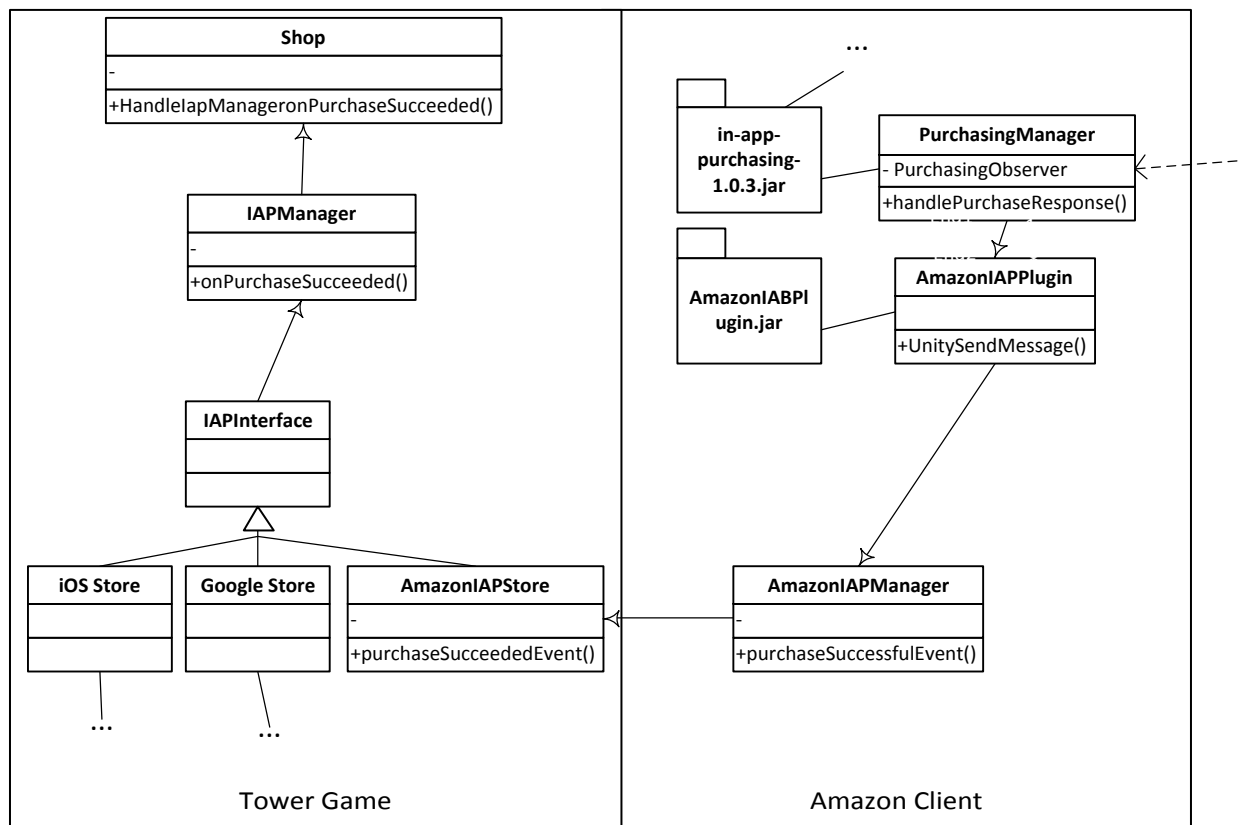 Shop
-
+HandleIapManageronPurchaseSucceeded()
IAPManager
-
+onPurchaseSucceeded()
IAPInterface
iOS Store
Google Store
AmazonIAPStore
-
+purchaseSucceededEvent()
...
...
Tower Game
...
in-app-
purchasing-
1.0.3.jar
PurchasingManager
- PurchasingObserver
+handlePurchaseResponse()
AmazonIABPl
ugin.jar
AmazonIAPPlugin
+UnitySendMessage()
AmazonIAPManager
-
+purchaseSuccessfulEvent()
Amazon Client